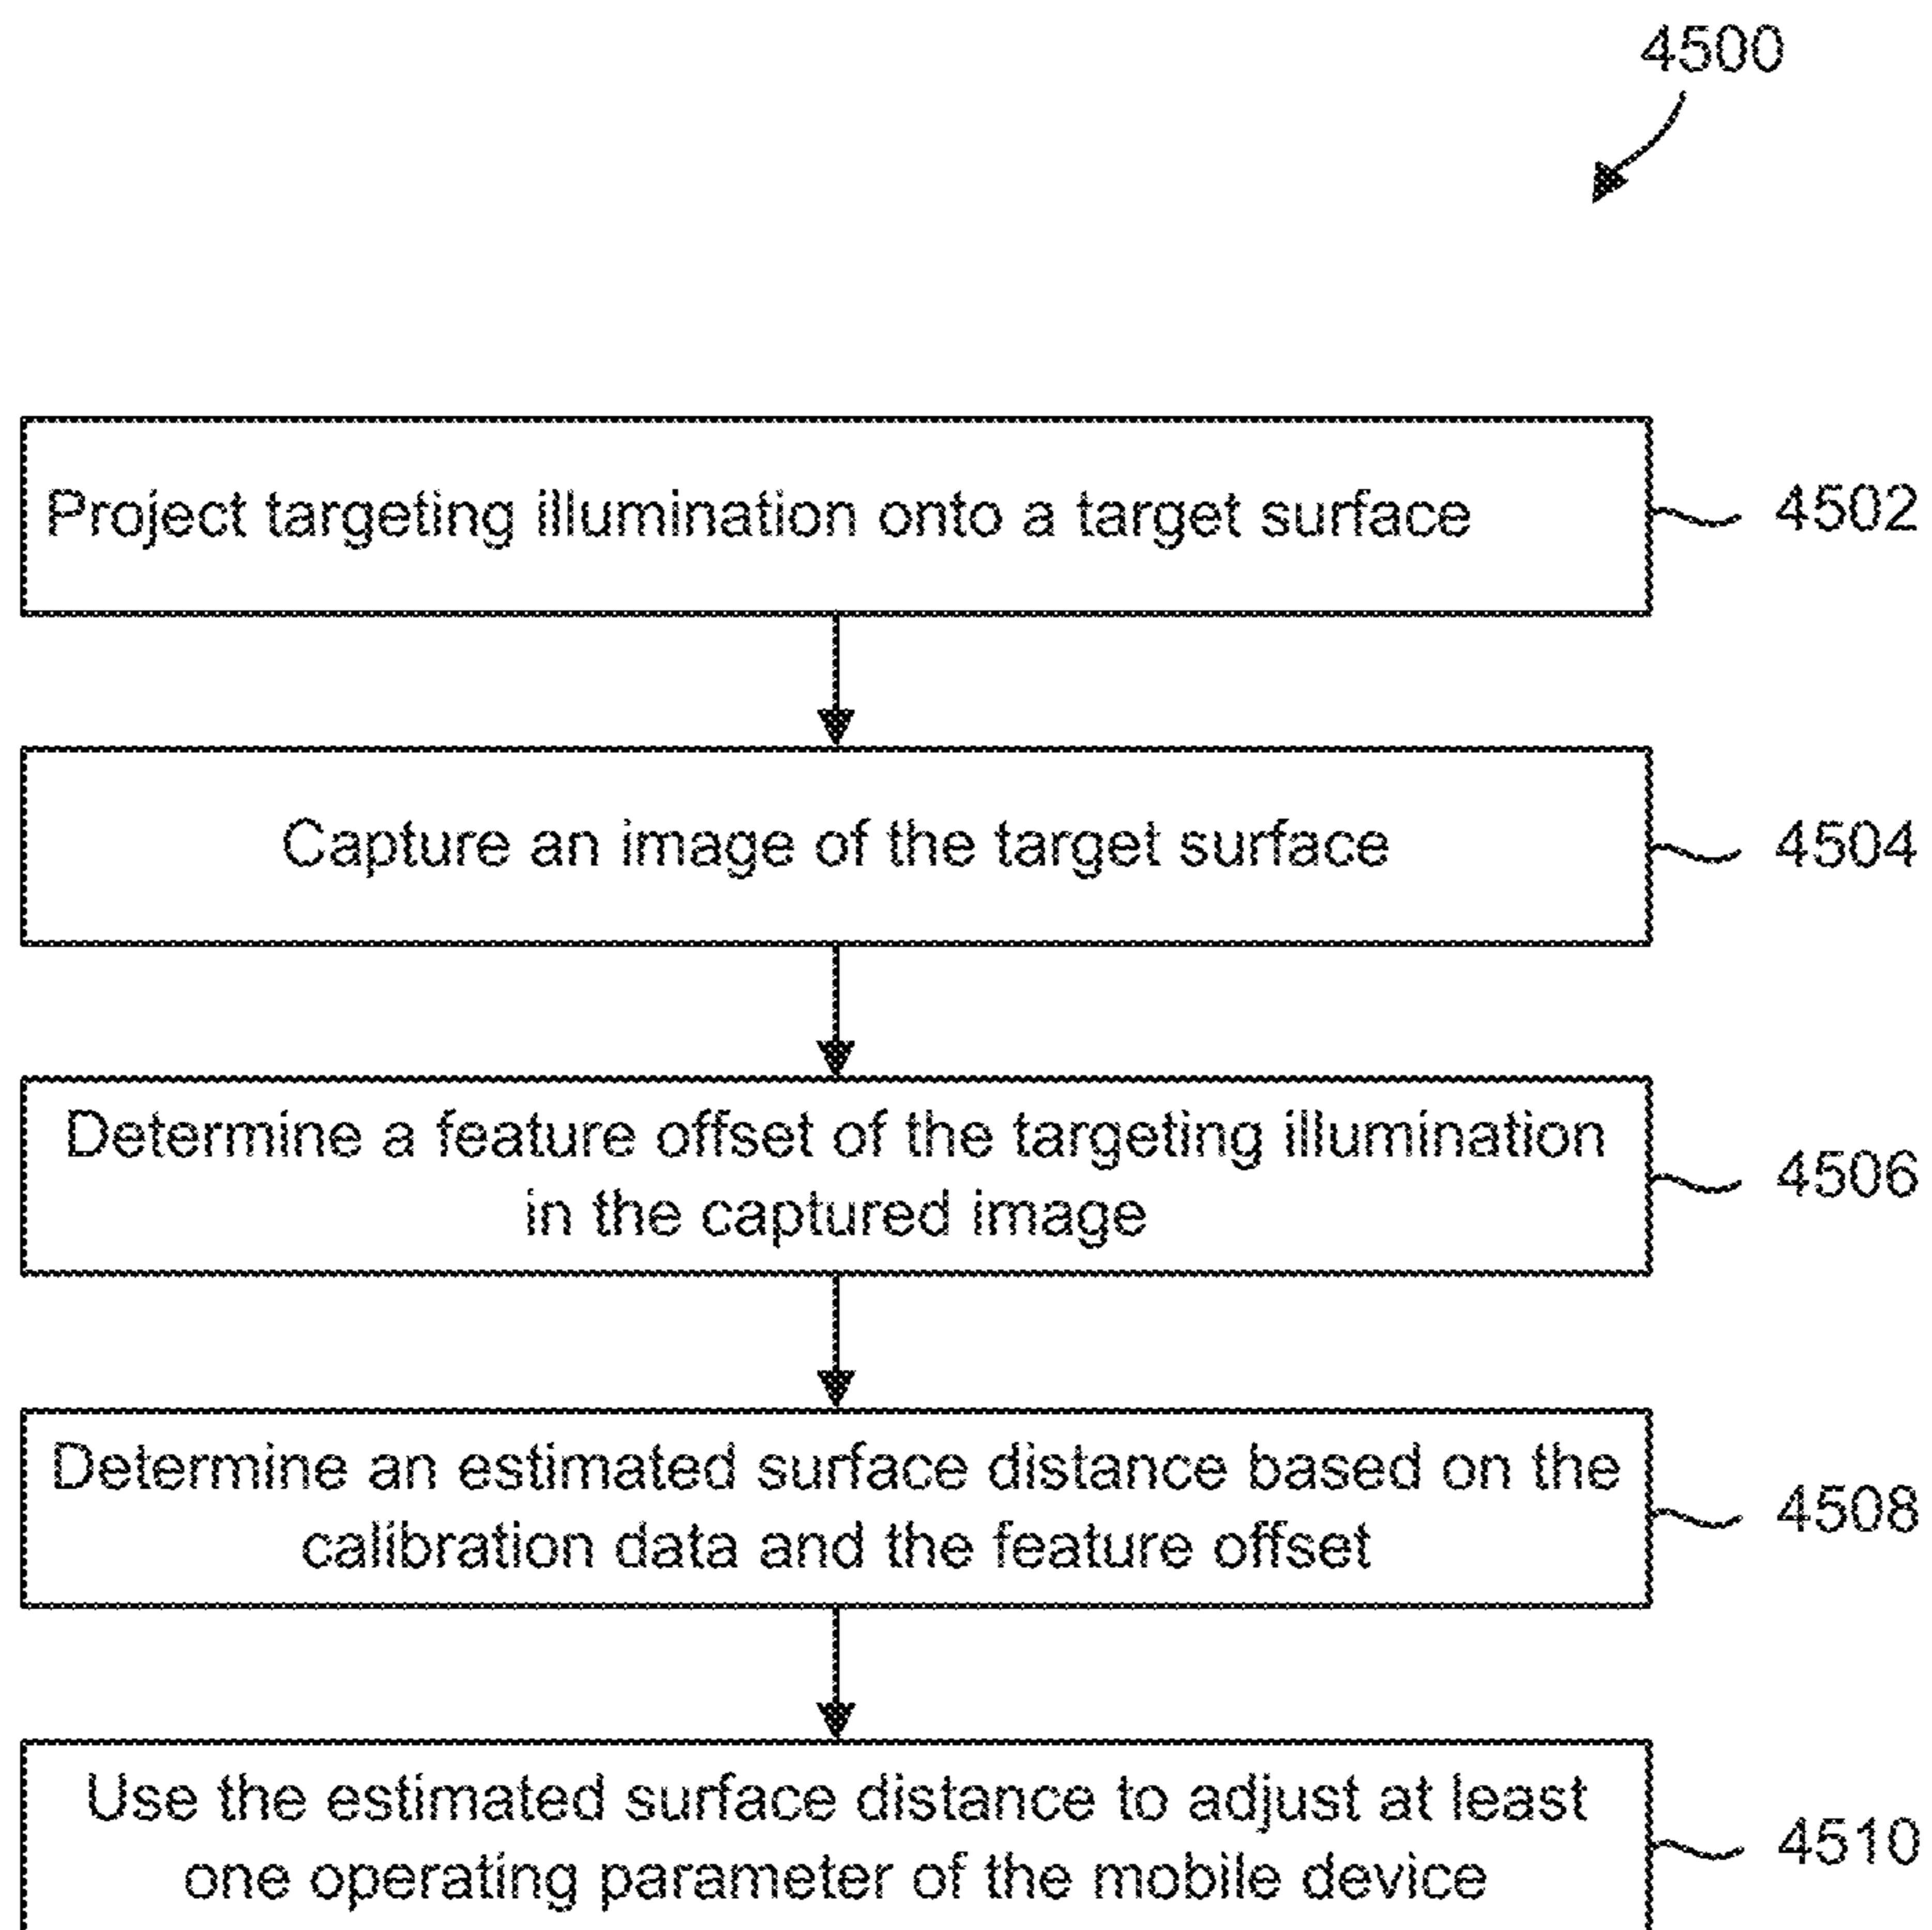 4500
Project targeting illumination onto a target surface
4502
Capture an image of the target surface
4504
Determine a feature offset of the targeting illumination
in the captured image
4506
Determine an estimated surface distance based on the
calibration data and the feature offset
4508
Use the estimated surface distance to adjust at least
one operating parameter of the mobile device
4510